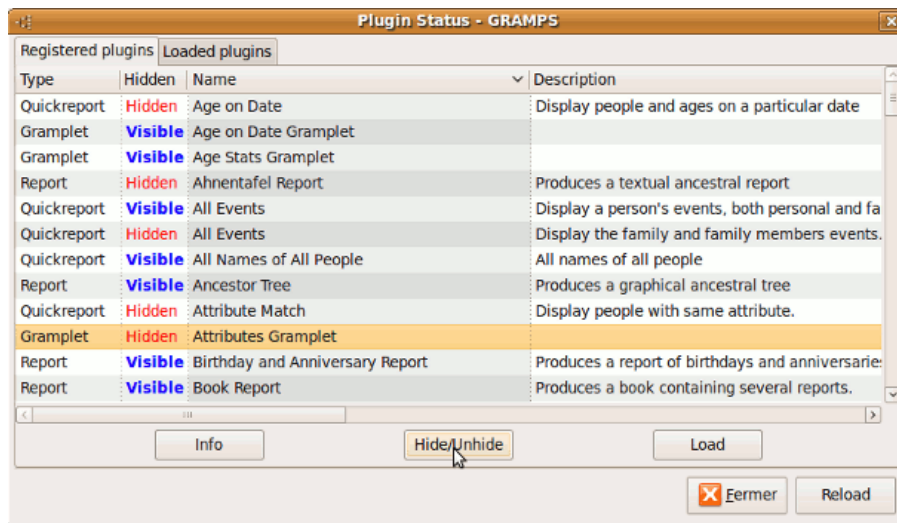 Plugin Status - GRAMPS
Registered plugins Loaded plugins
Type Hidden Name Description
Quickreport Hidden Age on Date Display people and ages on a particular date
Gramplet Visible Age on Date Gramplet
Gramplet Visible Age Stats Gramplet
Report Hidden Ahnentafel Report Produces a textual ancestral report
Quickreport Visible All Events Display a person's events, both personal and fa
Quickreport Hidden All Events Display the family and family members events.
Quickreport Visible All Names of All People All names of all people
Report Visible Ancestor Tree Produces a graphical ancestral tree
Quickreport Hidden Attribute Match Display people with same attribute.
Gramplet Hidden Attributes Gramplet
Report Visible Birthday and Anniversary Report Produces a report of birthdays and anniversaries
Report Visible Book Report Produces a book containing several reports.
Info Hide/Unhide Load
Fermer Reload